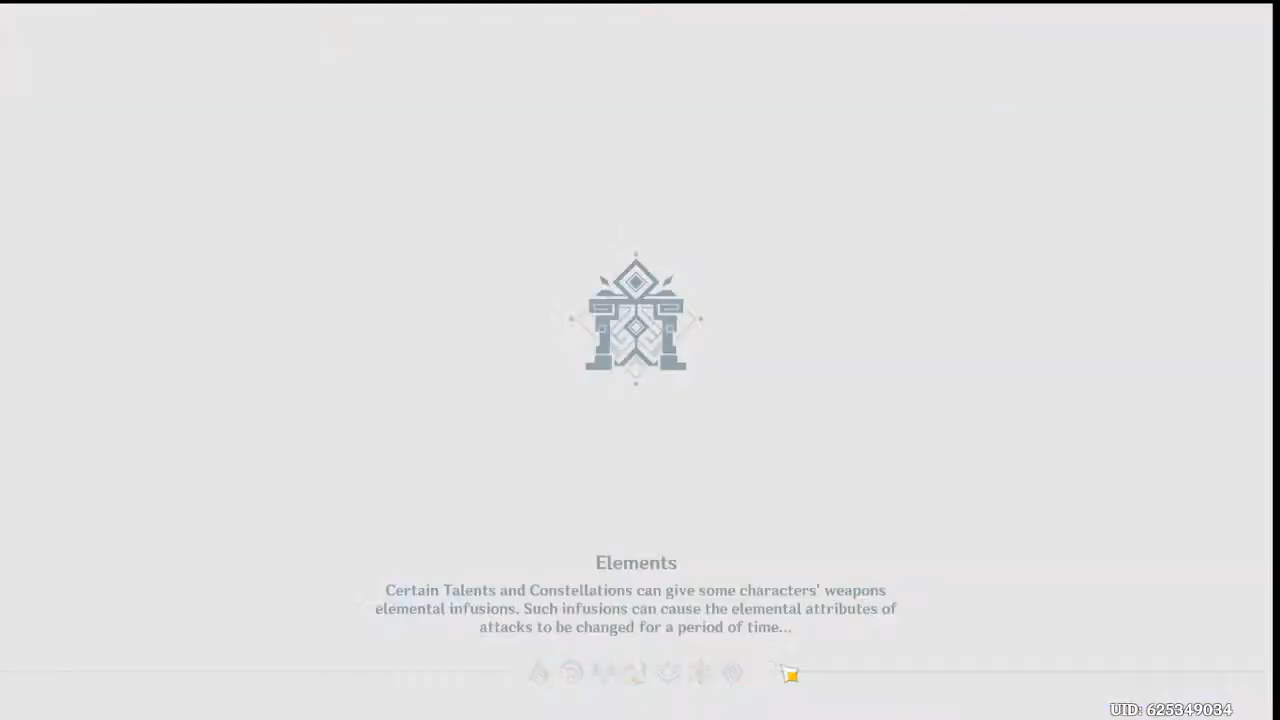 Elements
Certain Talents and Constellations can give some characters' weapons
elemental infusions. Such infusions can cause the elemental attributes of
attacks to be changed for a period of time...
UID: 625349034